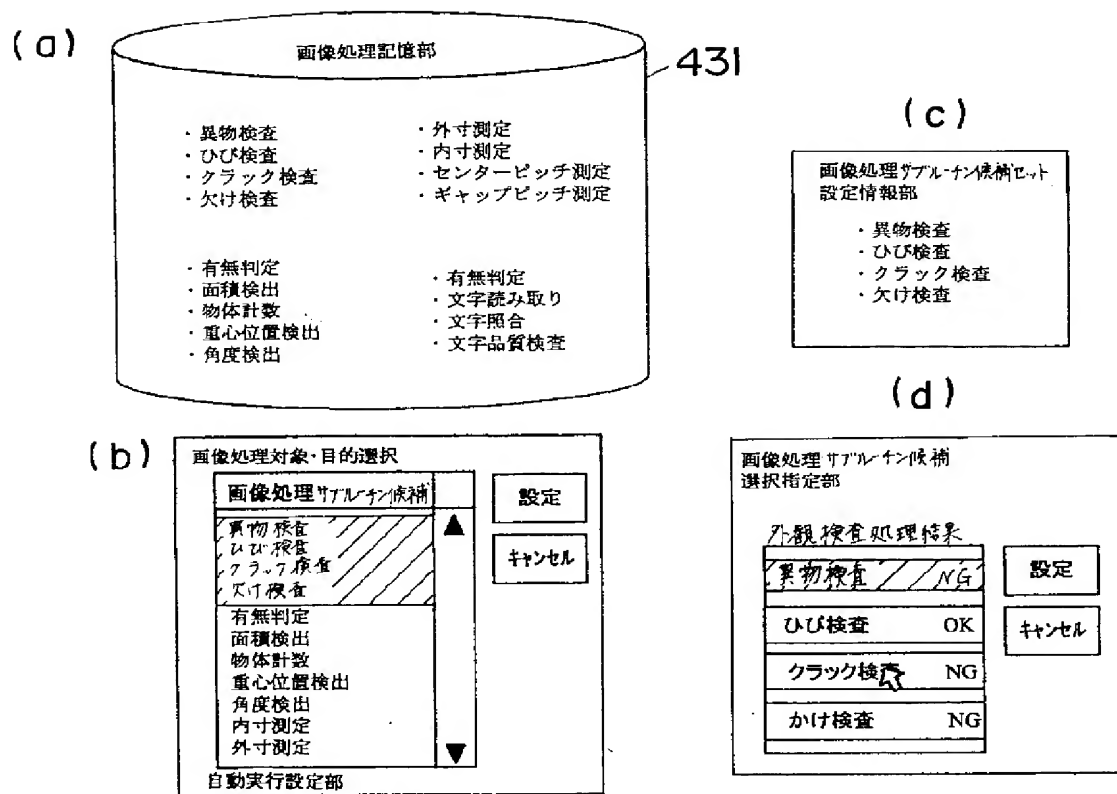 (a)
画像処理記憶部
431
・異物検査
・ひび検査
・クラック検査
・欠け検査
・外寸測定
・内寸測定
・センターピッチ測定
・ギャップピッチ測定
・有無判定
・面積検出
・物体計数
・重心位置検出
・角度検出
・有無判定
・文字読み取り
・文字照合
・文字品質検査
(b)
画像処理対象・目的選択
画像処理サブルーチン候補
異物検査
ひび検査
クラック検査
欠け検査
有無判定
面積検出
物体計数
重心位置検出
角度検出
内寸測定
外寸測定
設定
キャンセル
自動実行設定部
(c)
画像処理サブルーチン候補セット
設定情報部
・異物検査
・ひび検査
・クラック検査
・欠け検査
(d)
画像処理サブルーチン候補
選択指定部
外観検査処理結果
異物検査 NG
ひび検査 OK
クラック検査 NG
かけ検査 NG
設定
キャンセル